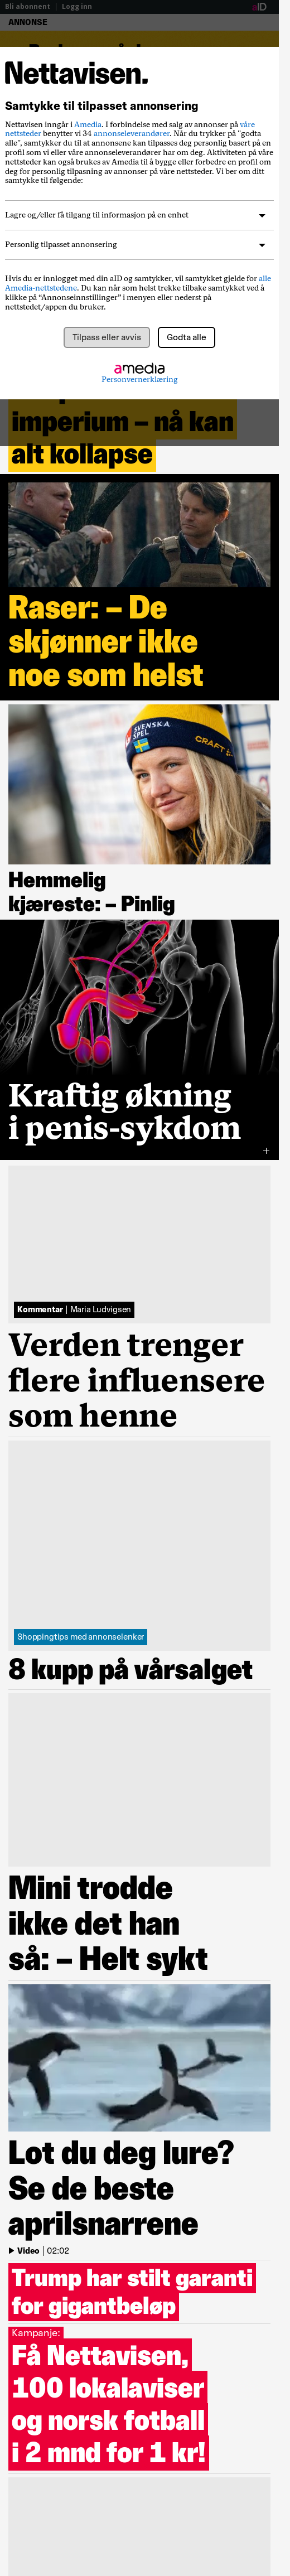 Bli abonnent | Logg inn
aID
ANNONSE
Nettavisen.
Samtykke til tilpasset annonsering
Nettavisen inngår i Amedia. I forbindelse med salg av annonser på våre
nettsteder benytter vi 34 annonseleverandører. Når du trykker på "godta
alle", samtykker du til at annonsene kan tilpasses deg personlig basert på en
profil som vi eller våre annonseleverandører har om deg. Aktiviteten på våre
nettsteder kan også brukes av Amedia til å bygge eller forbedre en profil om
deg for personlig tilpasning av annonser på våre nettsteder. Vi ber om ditt
samtykke til følgende:
Lagre og/eller få tilgang til informasjon på en enhet
Personlig tilpasset annonsering
Hvis du er innlogget med din aID og samtykker, vil samtykket gjelde for alle
Amedia-nettstedene. Du kan når som helst trekke tilbake samtykket ved å
klikke på "Annonseinnstillinger" i menyen eller nederst på
nettstedet/appen du bruker.
Tilpass eller avvis
Godta alle
amedia
Personvernerklæring
imperium – nå kan
alt kollapse
Raser: – De
skjønner ikke
noe som helst
SVENSKA
SPEL
CRAFT
Hemmelig
kjæreste: – Pinlig
Kraftig økning
i penis-sykdom
Kommentar | Maria Ludvigsen
Verden trenger
flere influensere
som henne
Shoppingtips med annonselenker
8 kupp på vårsalget
Mini trodde
ikke det han
så: – Helt sykt
Lot du deg lure?
Se de beste
aprilsnarrene
Video | 02:02
Trump har stilt garanti
for gigantbeløp
Kampanje:
Få Nettavisen,
100 lokalaviser
og norsk fotball
i 2 mnd for 1 kr!